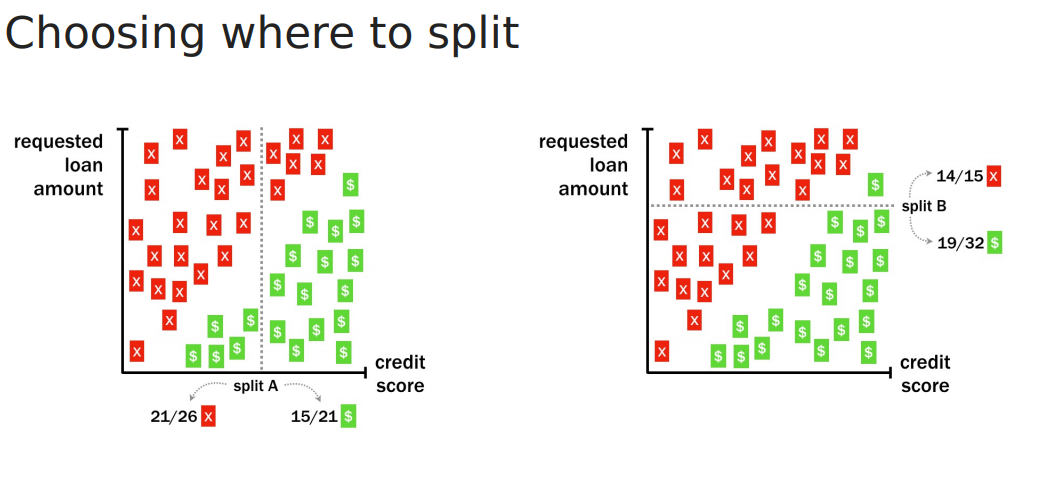 Choosing where to split
requested
loan
amount
X X X X X X X X X X X X X X X X X X X X X X X X X X X X X X X
$ $ $ $ $ $ $ $ $ $ $ $ $ $ $ $ $ $ $ $ $
credit
score
split A
21/26 X
15/21 $
requested
loan
amount
X X X X X X X X X X X X X X X X X X X X X X X X X X X X X X X
$ $ $ $ $ $ $ $ $ $ $ $ $ $ $ $ $ $ $ $ $
credit
score
14/15 X
split B
19/32 $